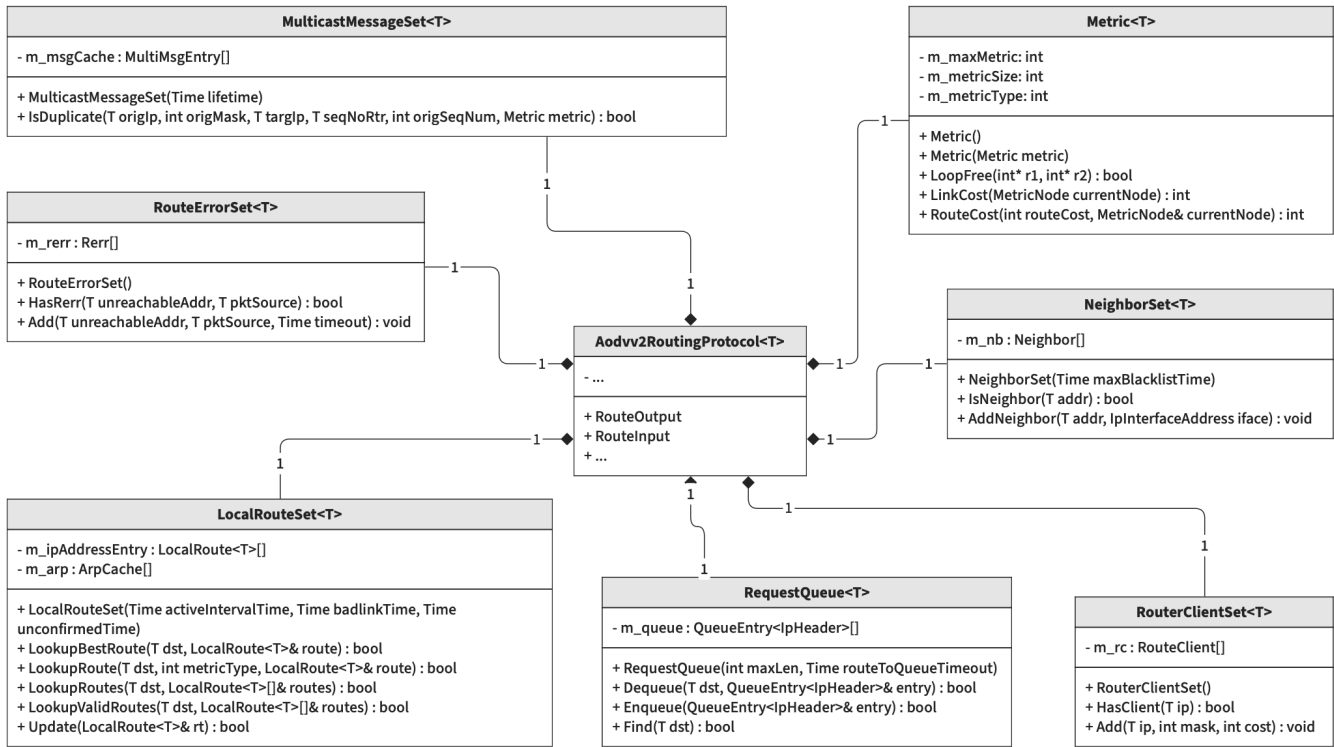 MulticastMessageSet<T>
- m_msgCache : MultiMsgEntry[]
+ MulticastMessageSet(Time lifetime)
+ IsDuplicate(T origIp, int origMask, T targIp, T seqNoRtr, int origSeqNum, Metric metric) : bool
Metric<T>
- m_maxMetric: int
- m_metricSize: int
- m_metricType: int
+ Metric()
+ Metric(Metric metric)
+ LoopFree(int* r1, int* r2) : bool
+ LinkCost(MetricNode currentNode) : int
+ RouteCost(int routeCost, MetricNode& currentNode) : int
1
1
RouteErrorSet<T>
- m_rerr : Rerr[]
+ RouteErrorSet()
+ HasRerr(T unreachableAddr, T pktSource) : bool
+ Add(T unreachableAddr, T pktSource, Time timeout) : void
1
1
NeighborSet<T>
- m_nb : Neighbor[]
+ NeighborSet(Time maxBlacklistTime)
+ IsNeighbor(T addr) : bool
+ AddNeighbor(T addr, IpInterfaceAddress iface) : void
Aodvv2RoutingProtocol<T>
- ...
+ RouteOutput
+ RouteInput
+ ...
1
1
1
1
1
1
LocalRouteSet<T>
- m_ipAddressEntry : LocalRoute<T>[]
- m_arp : ArpCache[]
+ LocalRouteSet(Time activeIntervalTime, Time badlinkTime, Time
unconfirmedTime)
+ LookupBestRoute(T dst, LocalRoute<T>& route) : bool
+ LookupRoute(T dst, int metricType, LocalRoute<T>& route) : bool
+ LookupRoutes(T dst, LocalRoute<T>[]& routes) : bool
+ LookupValidRoutes(T dst, LocalRoute<T>[]& routes) : bool
+ Update(LocalRoute<T>& rt) : bool
1
1
1
1
RequestQueue<T>
- m_queue : QueueEntry<IpHeader>[]
+ RequestQueue(int maxLen, Time routeToQueueTimeout)
+ Dequeue(T dst, QueueEntry<IpHeader>& entry) : bool
+ Enqueue(QueueEntry<IpHeader>& entry) : bool
+ Find(T dst) : bool
RouterClientSet<T>
- m_rc : RouteClient[]
+ RouterClientSet()
+ HasClient(T ip) : bool
+ Add(T ip, int mask, int cost) : void